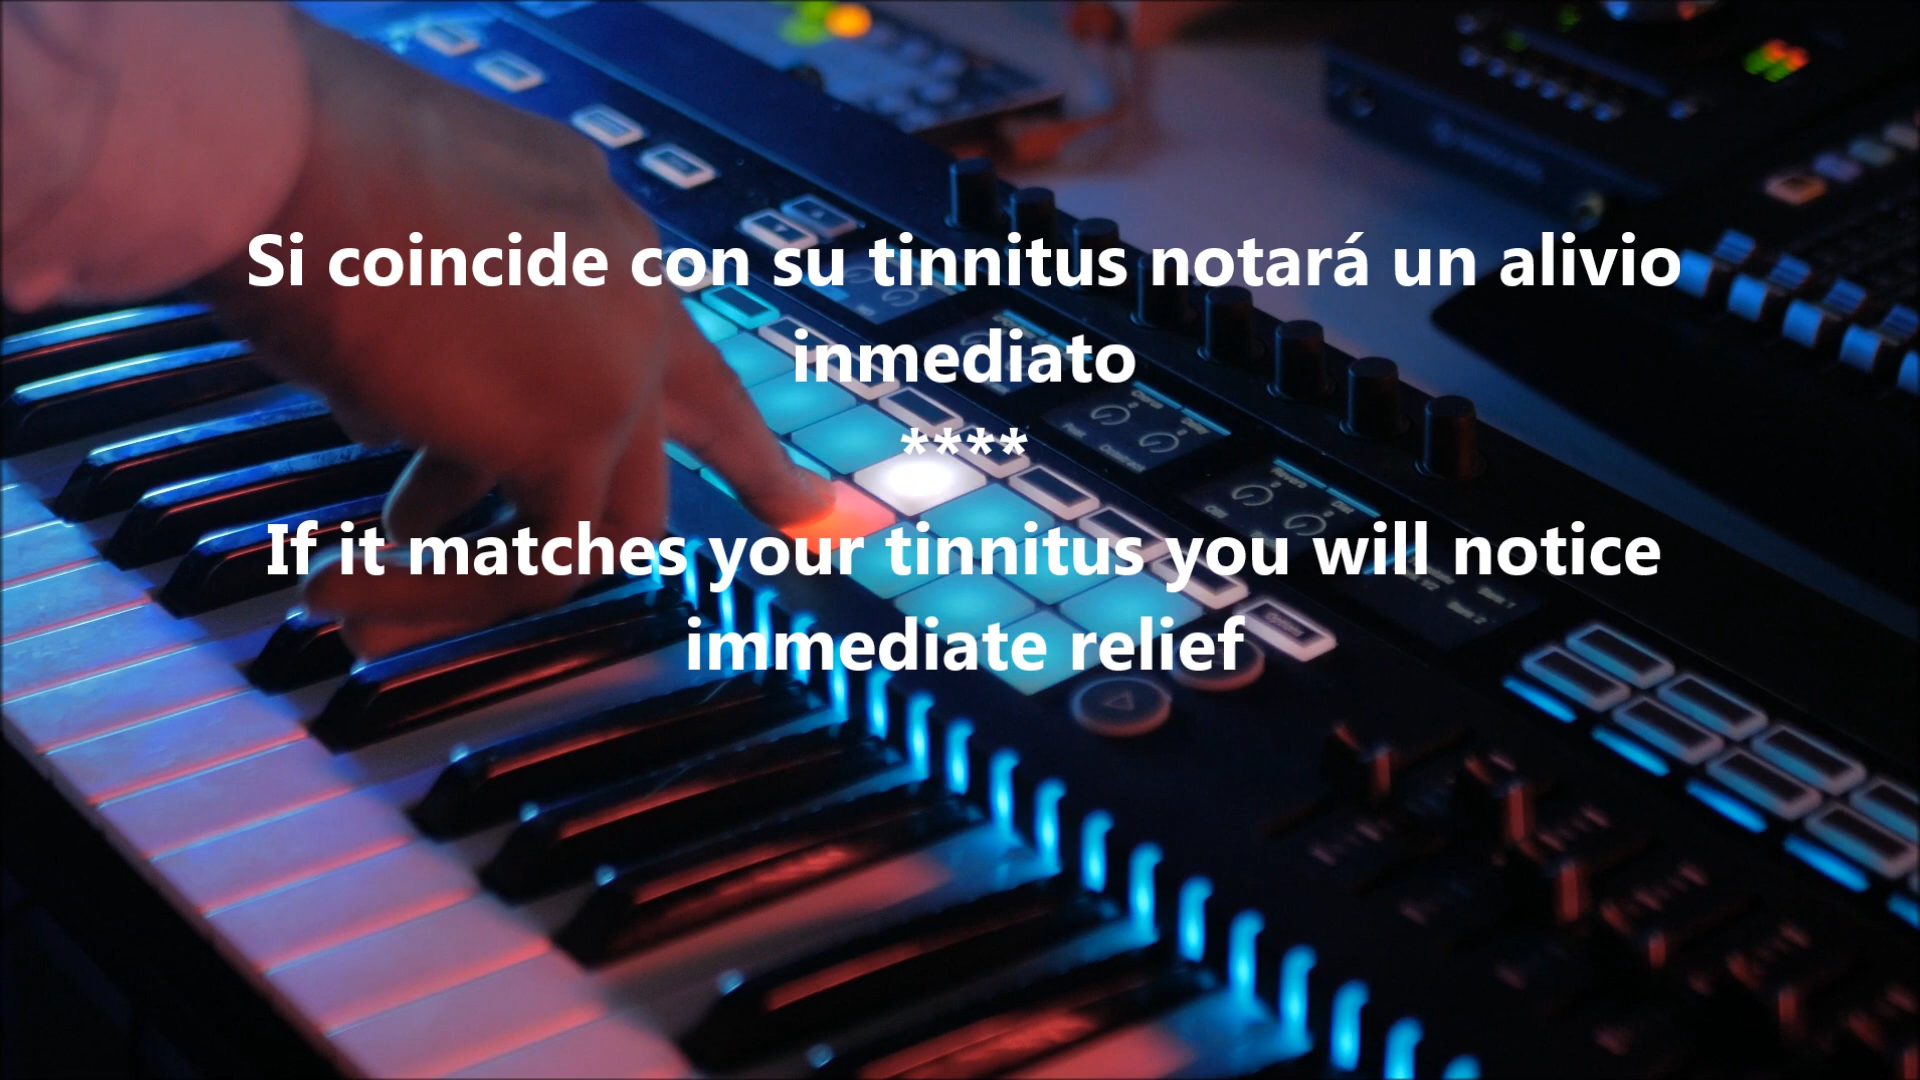 Si coincide con su tinnitus notará un alivio
inmediato
****
If it matches your tinnitus you will notice
immediate relief